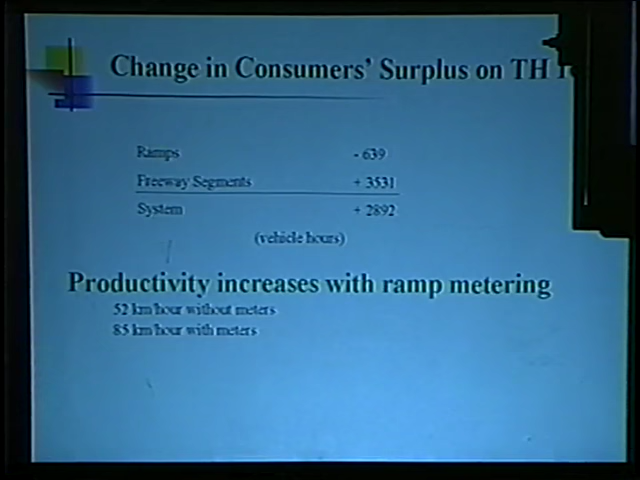 Change in Consumers' Surplus on TH
Ramps - 639
Freeway Segments + 3531
System + 2892
(vehicle hours)
Productivity increases with ramp metering
52 km/hour without meters
85 km/hour with meters